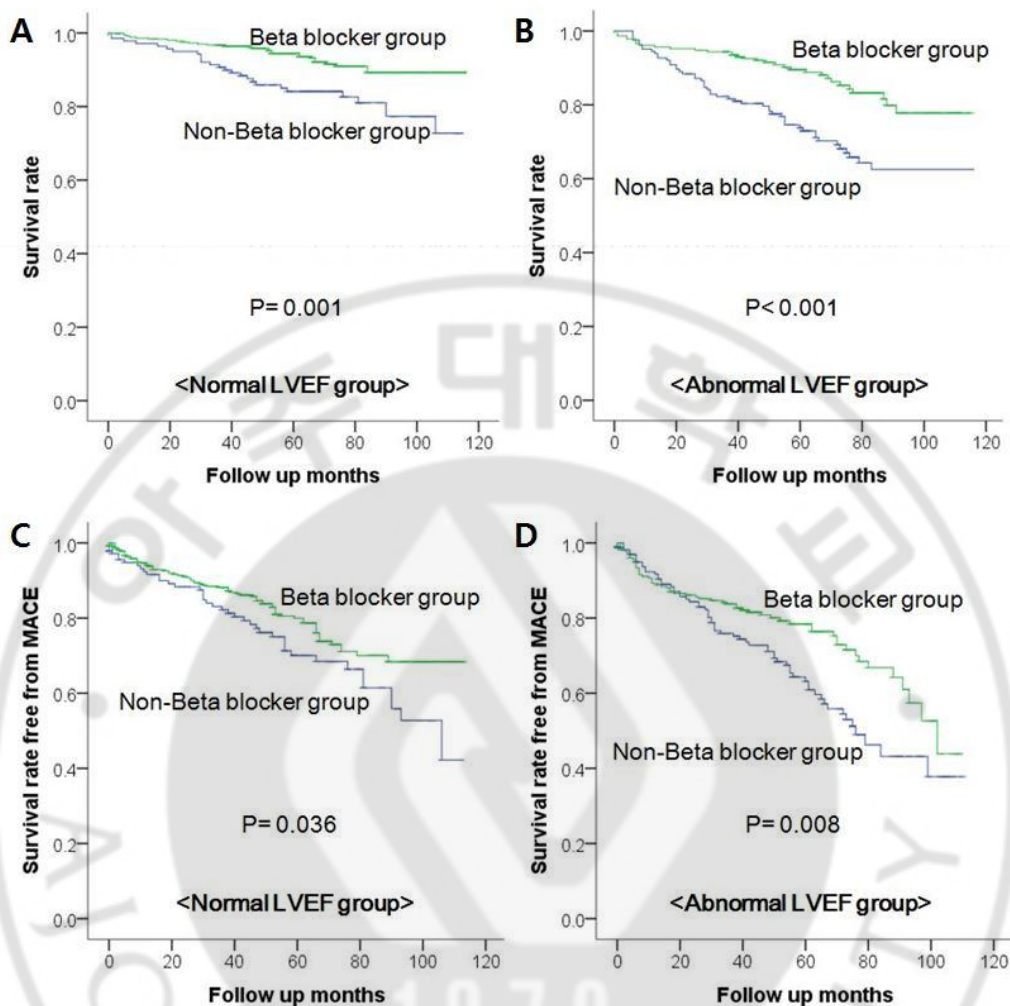 A
1.0
0.8
0.6
0.4
0.2
0.0
Survival rate
Beta blocker group
Non-Beta blocker group
P= 0.001
<Normal LVEF group>
0 20 40 60 80 100 120
Follow up months
B
1.0
0.8
0.6
0.4
0.2
0.0
Survival rate
Beta blocker group
Non-Beta blocker group
P< 0.001
<Abnormal LVEF group>
0 20 40 60 80 100 120
Follow up months
C
1.0
0.8
0.6
0.4
0.2
0.0
Survival rate free from MACE
Beta blocker group
Non-Beta blocker group
P= 0.036
<Normal LVEF group>
0 20 40 60 80 100 120
Follow up months
D
1.0
0.8
0.6
0.4
0.2
0.0
Survival rate free from MACE
Beta blocker group
Non-Beta blocker group
P= 0.008
<Abnormal LVEF group>
0 20 40 60 80 100 120
Follow up months
아주대학교